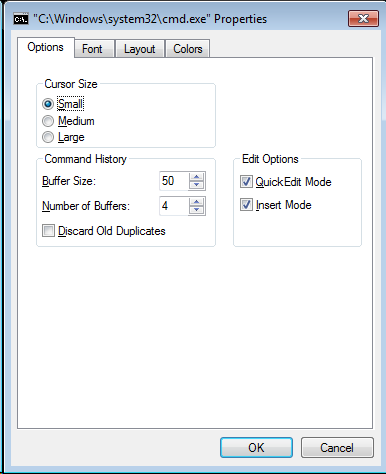 "C:\Windows\system32\cmd.exe" Properties
Options Font Layout Colors
Cursor Size
Small
Medium
Large
Command History
Buffer Size: 50
Number of Buffers: 4
Discard Old Duplicates
Edit Options
QuickEdit Mode
Insert Mode
OK Cancel